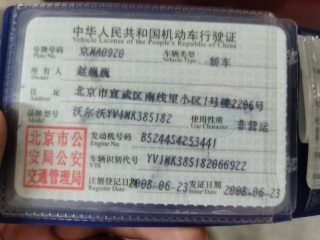 中华人民共和国机动车行驶证
Vehicle License of the People's Republic of China
号牌号码 京MA0920 车辆类型 轿车
Plate No. Vehicle Type
所有人 赵巍巍
Owner
住址 北京市宣武区南线里小区1号楼2206号
Address
品牌型号 沃尔沃YV1MK385182 使用性质 非营运
Model Use Character
北京市公 发动机号码 B5244S4253441
Engine No.
安局公安 车辆识别代号 YV1MK385182066922
VIN
交通管理局 注册登记日期 2008-06-23 发证日期 2008-06-23
Register Date Issue Date